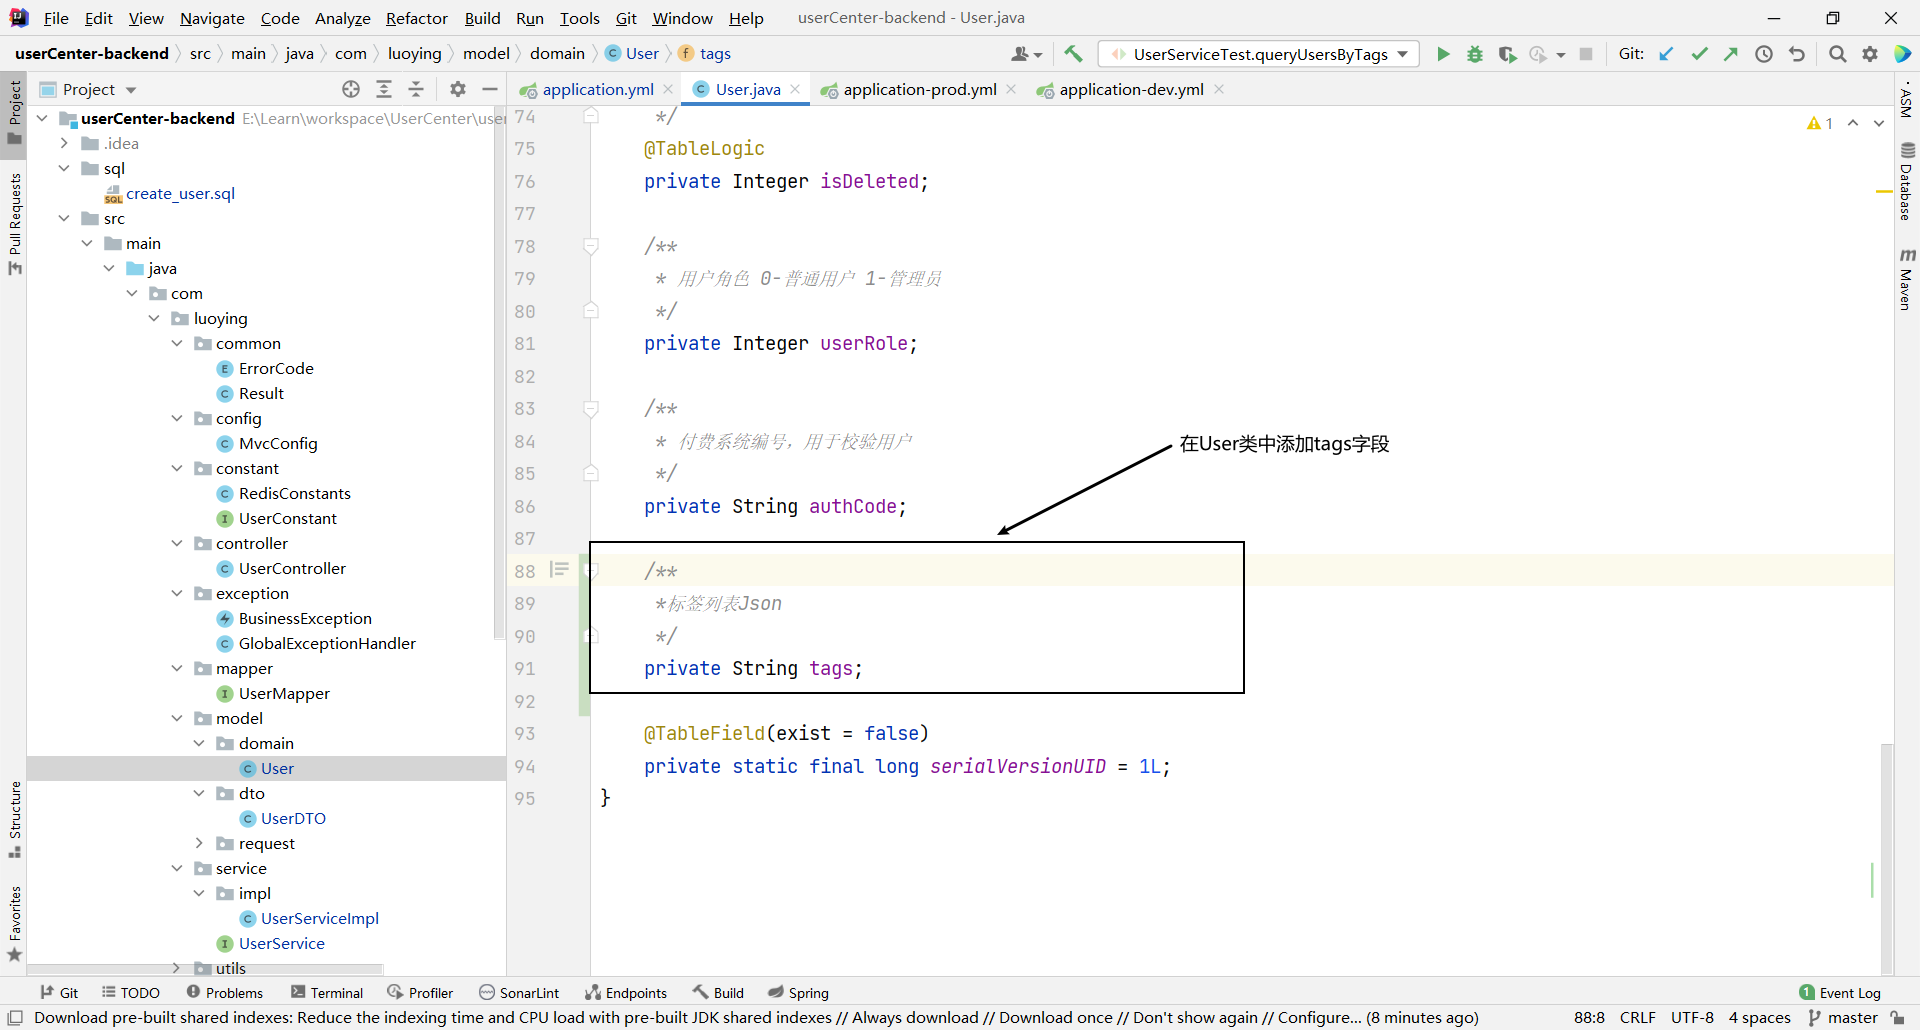 File Edit View Navigate Code Analyze Refactor Build Run Tools Git Window Help userCenter-backend - User.java
userCenter-backend src main java com luoying model domain C User f tags UserServiceTest.queryUsersByTags Git:
Project application.yml C User.java application-prod.yml application-dev.yml
Project
Pull Requests
Structure
Favorites
userCenter-backend E:\Learn\workspace\UserCenter\user
.idea
sql
SQL create_user.sql
src
main
java
com
luoying
common
E ErrorCode
C Result
config
C MvcConfig
constant
C RedisConstants
I UserConstant
controller
C UserController
exception
BusinessException
C GlobalExceptionHandler
mapper
I UserMapper
model
domain
C User
dto
C UserDTO
request
service
impl
C UserServiceImpl
I UserService
utils
74 */
75 @TableLogic
76 private Integer isDeleted;
77
78 /**
79 * 用户角色 0-普通用户 1-管理员
80 */
81 private Integer userRole;
82
83 /**
84 * 付费系统编号，用于校验用户
85 */
86 private String authCode;
87
88 /**
89 *标签列表Json
90 */
91 private String tags;
92
93 @TableField(exist = false)
94 private static final long serialVersionUID = 1L;
95 }
在User类中添加tags字段
1
ASM
Database
m Maven
Git TODO Problems Terminal Profiler SonarLint Endpoints Build Spring 1 Event Log
Download pre-built shared indexes: Reduce the indexing time and CPU load with pre-built JDK shared indexes // Always download // Download once // Don't show again // Configure... (8 minutes ago) 88:8 CRLF UTF-8 4 spaces master